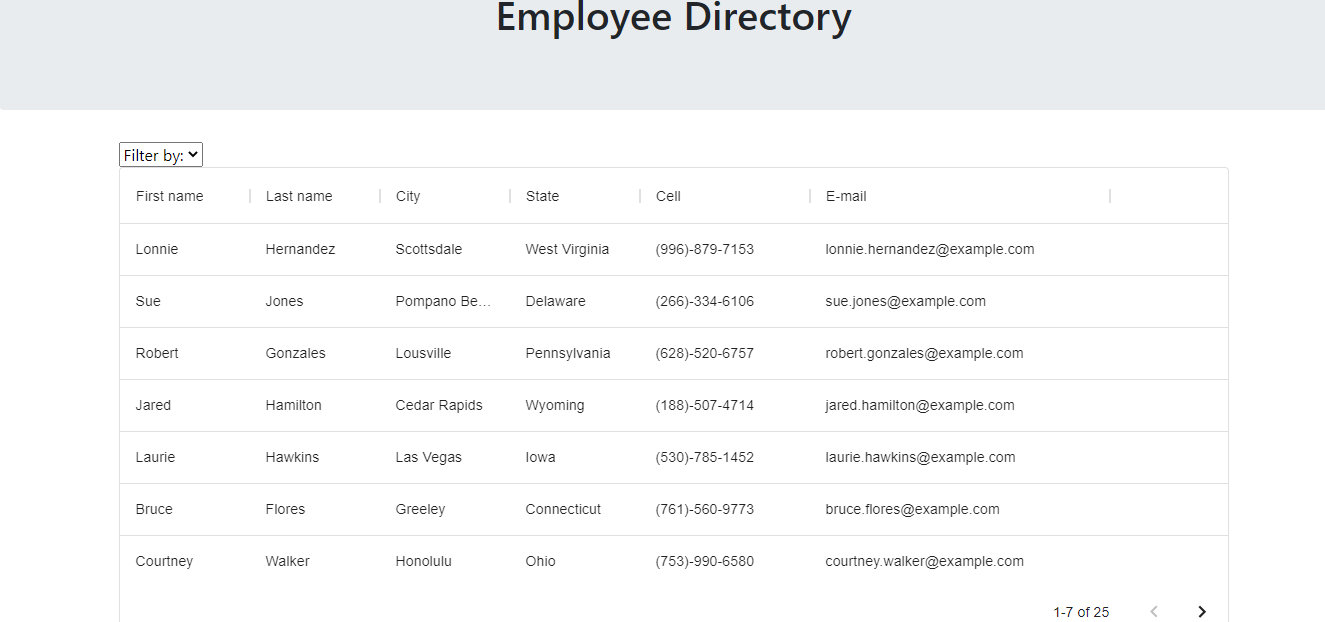 Employee Directory
Filter by:
First name Last name City State Cell E-mail
Lonnie Hernandez Scottsdale West Virginia (996)-879-7153 lonnie.hernandez@example.com
Sue Jones Pompano Be… Delaware (266)-334-6106 sue.jones@example.com
Robert Gonzales Lousville Pennsylvania (628)-520-6757 robert.gonzales@example.com
Jared Hamilton Cedar Rapids Wyoming (188)-507-4714 jared.hamilton@example.com
Laurie Hawkins Las Vegas Iowa (530)-785-1452 laurie.hawkins@example.com
Bruce Flores Greeley Connecticut (761)-560-9773 bruce.flores@example.com
Courtney Walker Honolulu Ohio (753)-990-6580 courtney.walker@example.com
1-7 of 25